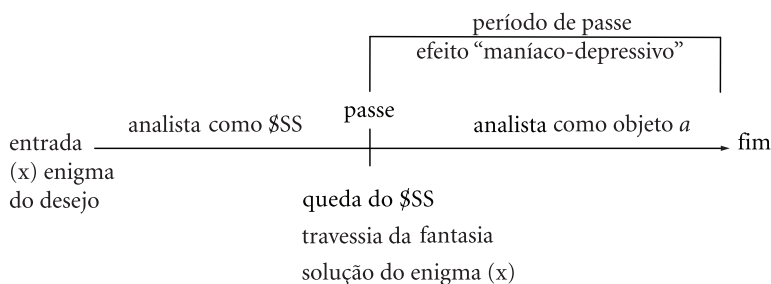 período de passe
efeito “maníaco-depressivo”
passe
analista como $SS
analista como objeto a
entrada
(x) enigma
do desejo
fim
queda do $SS
travessia da fantasia
solução do enigma (x)